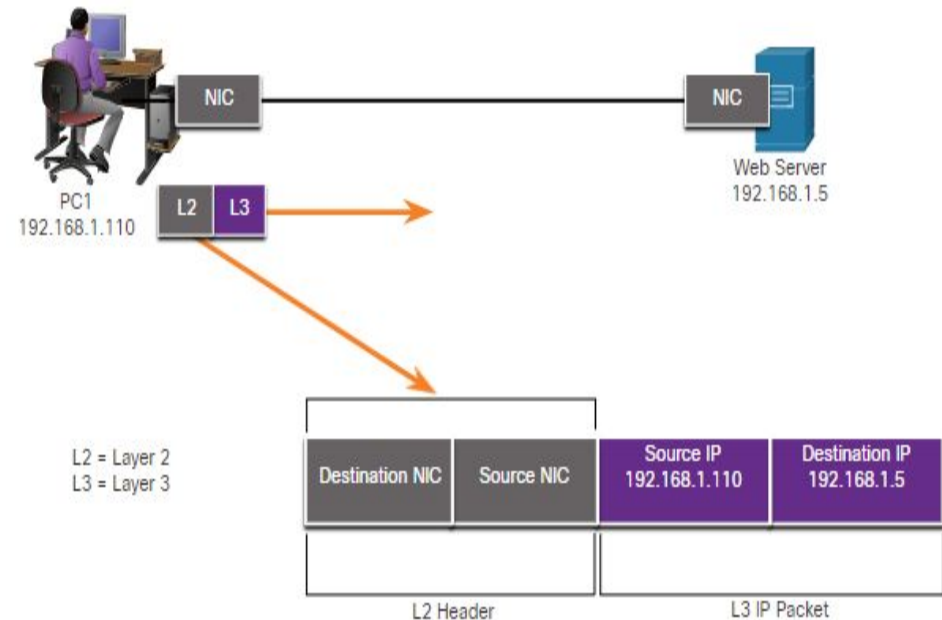 NIC
NIC
PC1
192.168.1.110
L2
L3
Web Server
192.168.1.5
L2 = Layer 2
L3 = Layer 3
Destination NIC
Source NIC
Source IP
192.168.1.110
Destination IP
192.168.1.5
L2 Header
L3 IP Packet